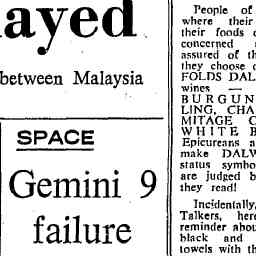 ayed
between Malaysia
SPACE
Gemini 9
failure
People of
where their
their foods
concerned
assured of th
they choose
FOLDS DAL
wines —
BURGUN
LING, CHA
MITAGE
WHITE B
Epicureans a
make DALW
status symbo
are judged b
they read!
Incidentally,
Talkers, here
reminder abou
black and
towels with th